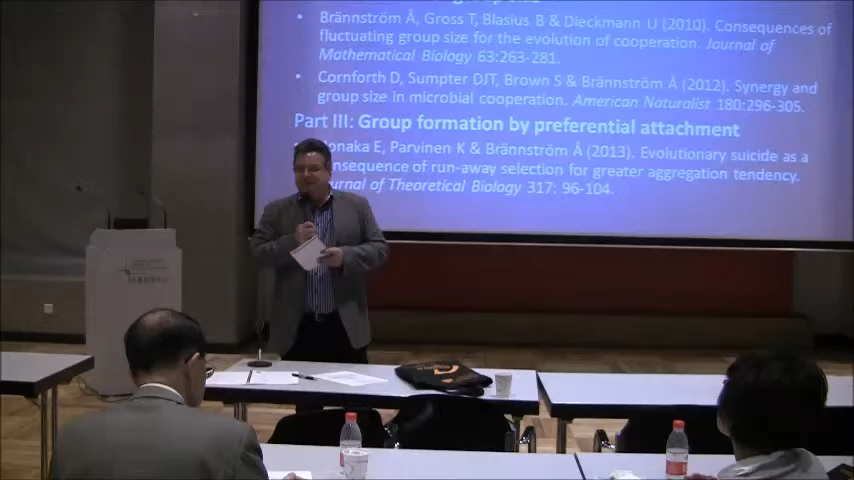 Brännström Å, Gross T, Blasius B & Dieckmann U (2010). Consequences of
fluctuating group size for the evolution of cooperation. Journal of
Mathematical Biology 63:263-281.
Cornforth D, Sumpter DJT, Brown S & Brännström Å (2012). Synergy and
group size in microbial cooperation. American Naturalist 180:296-305.
Part III: Group formation by preferential attachment
E, Parvinen K & Brännström Å (2013). Evolutionary suicide as a
consequence of run-away selection for greater aggregation tendency.
Journal of Theoretical Biology 317: 96-104.